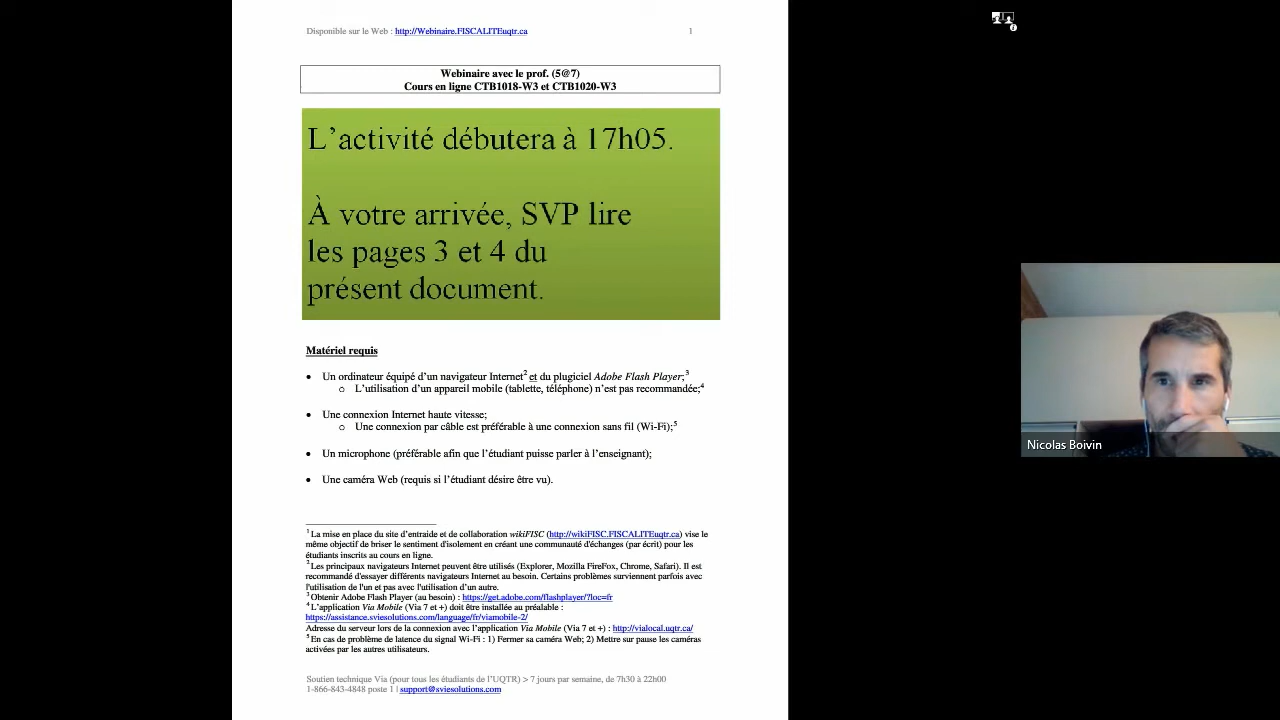 Disponible sur le Web : http://Webinaire.FISCALITEuqtr.ca 1
Webinaire avec le prof. (5@7)
Cours en ligne CTB1018-W3 et CTB1020-W3
L'activité débutera à 17h05.
À votre arrivée, SVP lire
les pages 3 et 4 du
présent document.
Matériel requis
• Un ordinateur équipé d'un navigateur Internet2 et du plugiciel Adobe Flash Player;3
o L'utilisation d'un appareil mobile (tablette, téléphone) n'est pas recommandée;4
• Une connexion Internet haute vitesse;
o Une connexion par câble est préférable à une connexion sans fil (Wi-Fi);5
• Un microphone (préférable afin que l'étudiant puisse parler à l'enseignant);
• Une caméra Web (requis si l'étudiant désire être vu).
1 La mise en place du site d'entraide et de collaboration wikiFISC (http://wikiFISC.FISCALITEuqtr.ca) vise le
même objectif de briser le sentiment d'isolement en créant une communauté d'échanges (par écrit) pour les
étudiants inscrits au cours en ligne.
2 Les principaux navigateurs Internet peuvent être utilisés (Explorer, Mozilla FireFox, Chrome, Safari). Il est
recommandé d'essayer différents navigateurs Internet au besoin. Certains problèmes surviennent parfois avec
l'utilisation de l'un et pas avec l'utilisation d'un autre.
3 Obtenir Adobe Flash Player (au besoin) : https://get.adobe.com/flashplayer/?loc=fr
4 L'application Via Mobile (Via 7 et +) doit être installée au préalable :
https://assistance.sviesolutions.com/language/fr/viamobile-2/
Adresse du serveur lors de la connexion avec l'application Via Mobile (Via 7 et +) : http://vialocal.uqtr.ca/
5 En cas de problème de latence du signal Wi-Fi : 1) Fermer sa caméra Web; 2) Mettre sur pause les caméras
activées par les autres utilisateurs.
Soutien technique Via (pour tous les étudiants de l'UQTR) > 7 jours par semaine, de 7h30 à 22h00
1-866-843-4848 poste 1 | support@sviesolutions.com
Nicolas Boivin